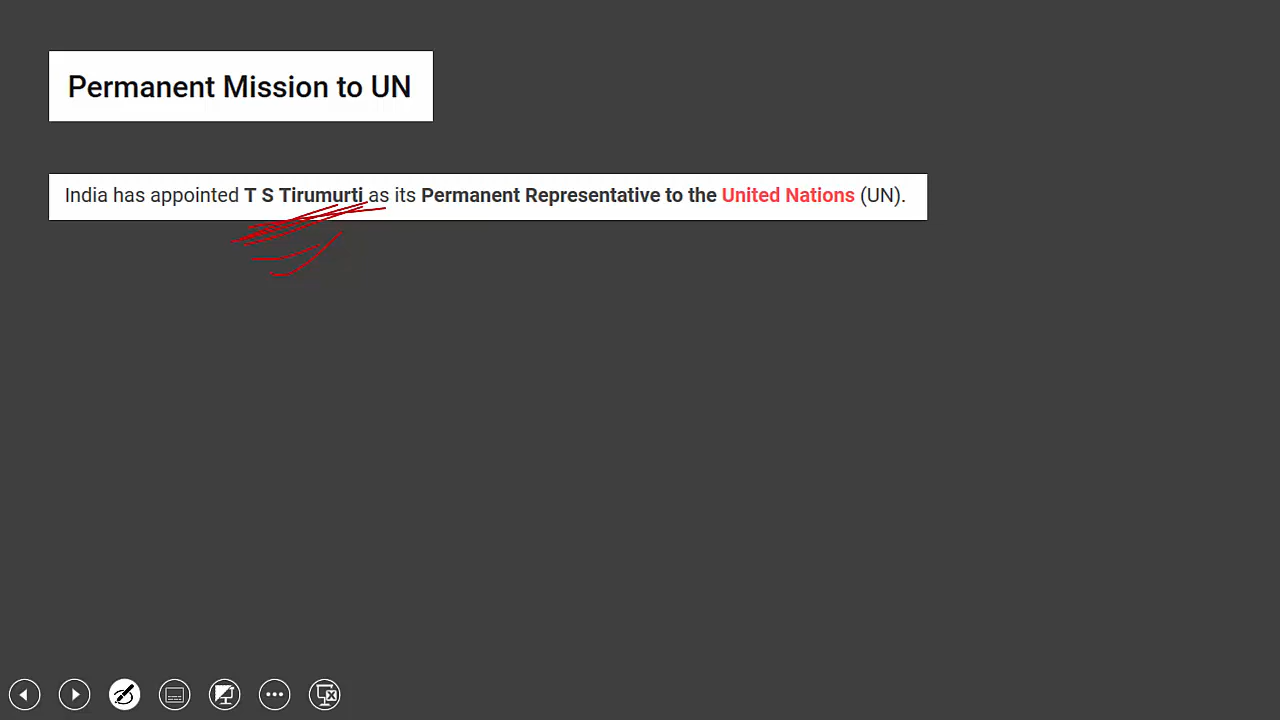 Permanent Mission to UN
India has appointed T S Tirumurti as its Permanent Representative to the United Nations (UN).